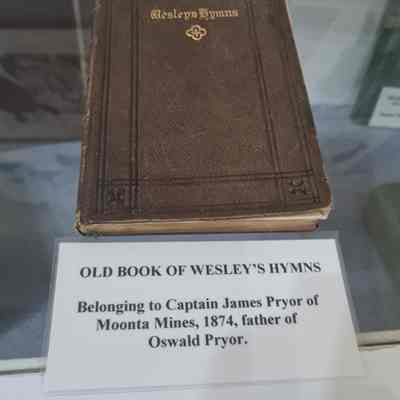 Wesleys Hymns
OLD BOOK OF WESLEY'S HYMNS
Belonging to Captain James Pryor of
Moonta Mines, 1874, father of
Oswald Pryor.